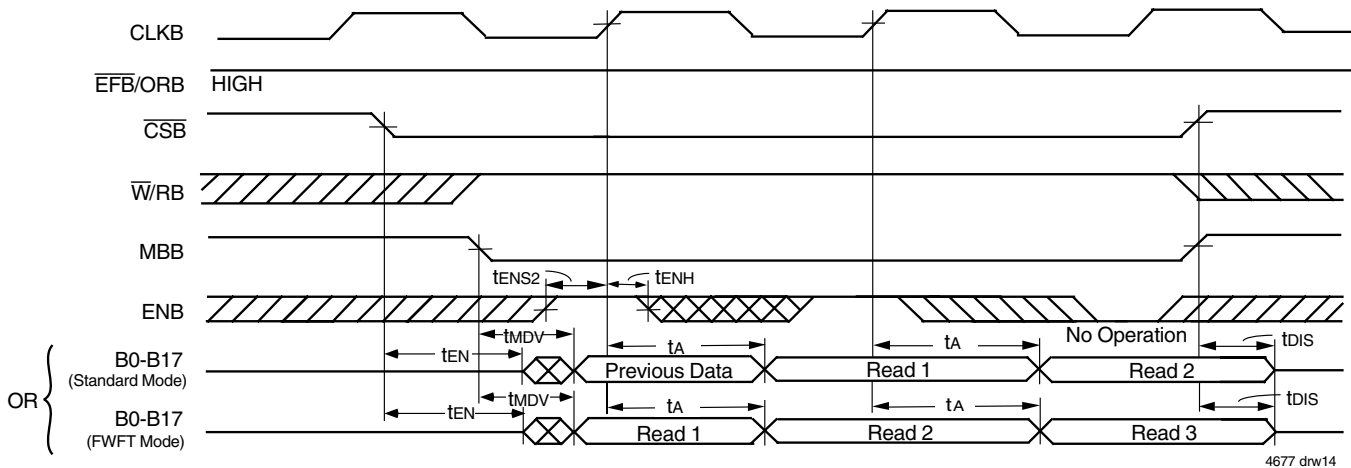 CLKB
EFB/ORB HIGH
CSB
W/RB
MBB
tENS2 tENH
ENB
No Operation
tMDV tEN tA tA tDIS
B0-B17 Previous Data Read 1 Read 2
(Standard Mode)
OR
tMDV tEN tA tA tDIS
B0-B17 Read 1 Read 2 Read 3
(FWFT Mode)
4677 drw14